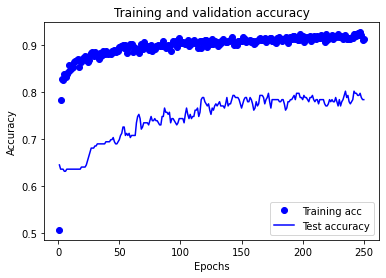 Training and validation accuracy
0.9
0.8
0.7
0.6
0.5
Accuracy
0
50
100
150
200
250
Epochs
Training acc
Test accuracy